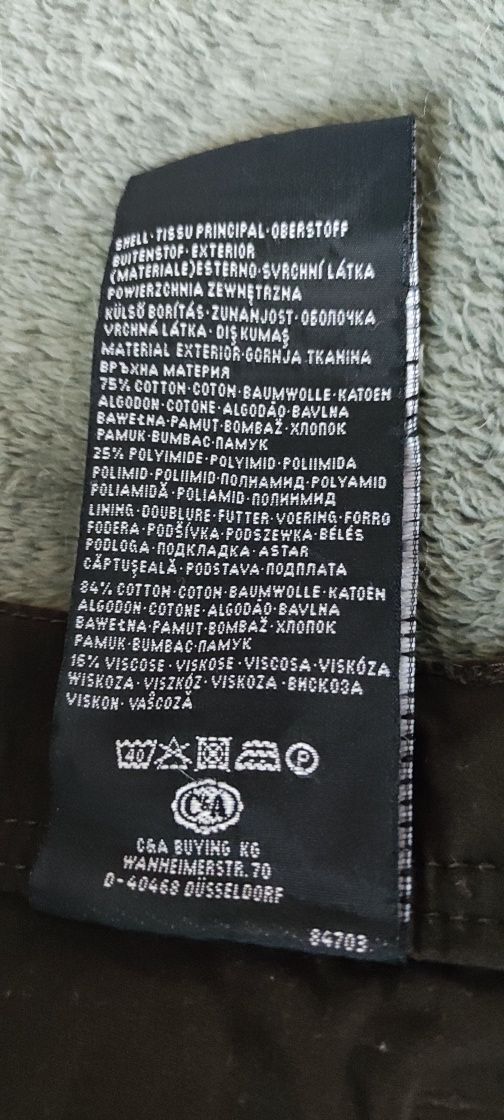 SHELL·TISSU PRINCIPAL·OBERSTOFF
BUITENSTOF·EXTERIOR
(MATERIALE)ESTERNO·SVRCHNÍ LÁTKA
POWIERZCHNIA ZEWNĘTRZNA
KÜLSŐ BORÍTÁS·ZUNANJOST·ОБОЛОЧКА
VRCHNÁ LÁTKA·DIŞ KUMAŞ
MATERIAL EXTERIOR·GORNJA TKANINA
ВРЪХНА МАТЕРИЯ
75% COTTON·COTON·BAUMWOLLE·KATOEN
ALGODON·COTONE·ALGODÃO·BAVLNA
BAWEŁNA·PAMUT·BOMBAŽ·ХЛОПОК
PAMUK·BUMBAC·ПАМУК
25% POLYIMIDE·POLYIMID·POLIIMIDA
POLIMID·POLIIMID·ПОЛИАМИД·POLYAMID
POLIAMIDĂ·POLIAMID·ПОЛИИМИД
LINING·DOUBLURE·FUTTER·VOERING·FORRO
FODERA·PODŠÍVKA·PODSZEWKA·BÉLÉS
PODLOGA·ПОДКЛАДКА·ASTAR
CĂPTUŞEALĂ·PODSTAVA·ПОДПЛАТА
84% COTTON·COTON·BAUMWOLLE·KATOEN
ALGODON·COTONE·ALGODÃO·BAVLNA
BAWEŁNA·PAMUT·BOMBAŽ·ХЛОПОК
PAMUK·BUMBAC·ПАМУК
16% VISCOSE·VISKOSE·VISCOSA·VISKÓZA
WISKOZA·VISZKÓZ·VISKOZA·ВИСКОЗА
VISKON·VÂSCOZĂ
40 P
C&A
C&A BUYING KG
WANHEIMERSTR.70
D-40468 DÜSSELDORF
84703